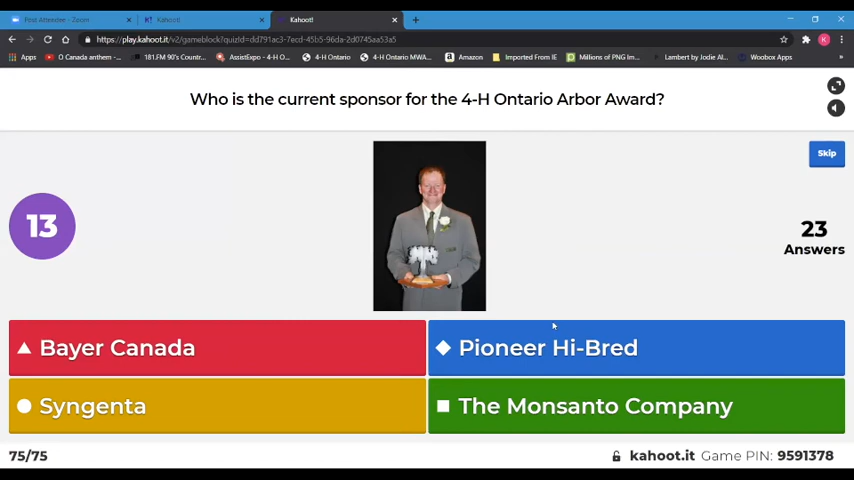 Post Attendee - Zoom
Kahoot!
Kahoot!
https://play.kahoot.it/v2/gameblock?quizId=dd791ac3-7ecd-45b5-96da-2d0745aa53a5
Apps
O Canada anthem -...
181.FM 90's Countr...
AssistExpo - 4-H O...
4-H Ontario
4-H Ontario MWA...
Amazon
Imported From IE
Millions of PNG Im...
Lambert by Jodie Al...
Woobox Apps
K
Who is the current sponsor for the 4-H Ontario Arbor Award?
Skip
13
23
Answers
Bayer Canada
Pioneer Hi-Bred
Syngenta
The Monsanto Company
75/75
kahoot.it Game PIN: 9591378